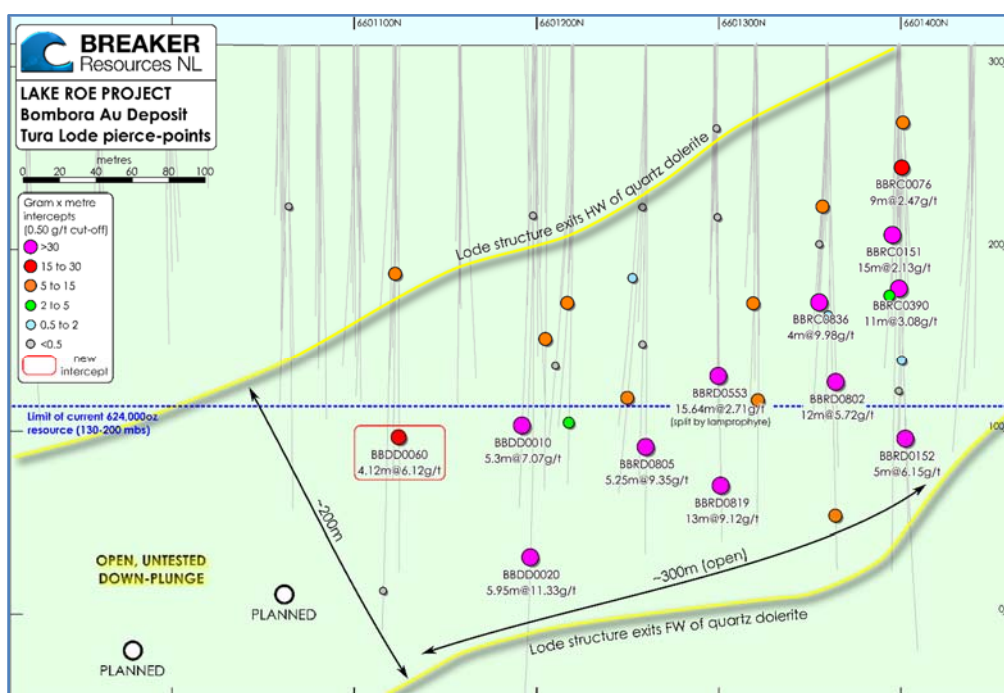 6601100N
6601200N
6601300N
6601400N
BREAKER
Resources NL
LAKE ROE PROJECT
Bombora Au Deposit
Tura Lode pierce-points
metres
0 20 40 60 80 100
Gram x metre
intercepts
(0.50 g/t cut-off)
>30
15 to 30
5 to 15
2 to 5
0.5 to 2
<0.5
new
intercept
300
200
100
0
Lode structure exits HW of quartz dolerite
BBRC0076
9m@2.47g/t
BBRC0151
15m@2.13g/t
BBRC0390
11m@3.08g/t
BBRC0836
4m@9.98g/t
BBRD0553
15.64m@2.71g/t
(split by lamprophyre)
BBRD0802
12m@5.72g/t
Limit of current 624,000oz
resource (130-200 mbs)
BBDD0060
4.12m@6.12g/t
BBDD0010
5.3m@7.07g/t
BBRD0805
5.25m@9.35g/t
BBRD0819
13m@9.12g/t
BBRD0152
5m@6.15g/t
~200m
~300m (open)
BBDD0020
5.95m@11.33g/t
OPEN, UNTESTED
DOWN-PLUNGE
PLANNED
PLANNED
Lode structure exits FW of quartz dolerite